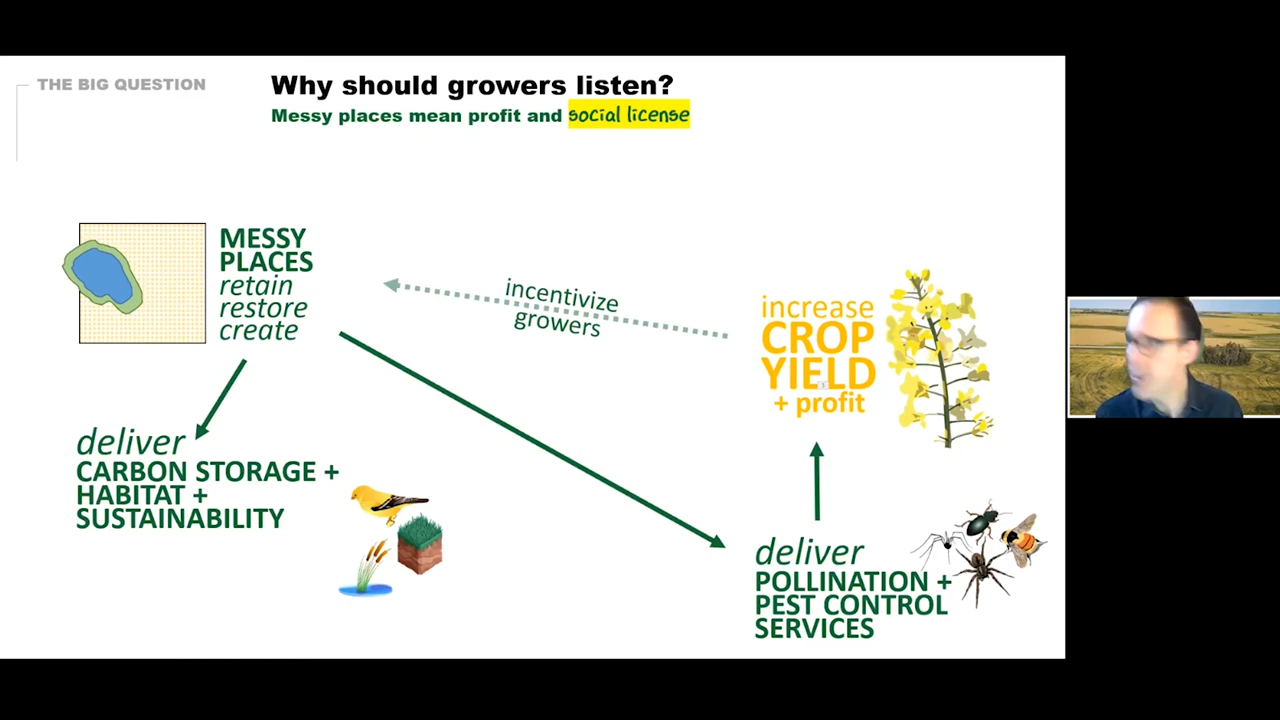 THE BIG QUESTION
Why should growers listen?
Messy places mean profit and social license
MESSY
PLACES
retain
restore
create
incentivize
growers
increase
CROP
YIELD
+ profit
deliver
CARBON STORAGE +
HABITAT +
SUSTAINABILITY
deliver
POLLINATION +
PEST CONTROL
SERVICES